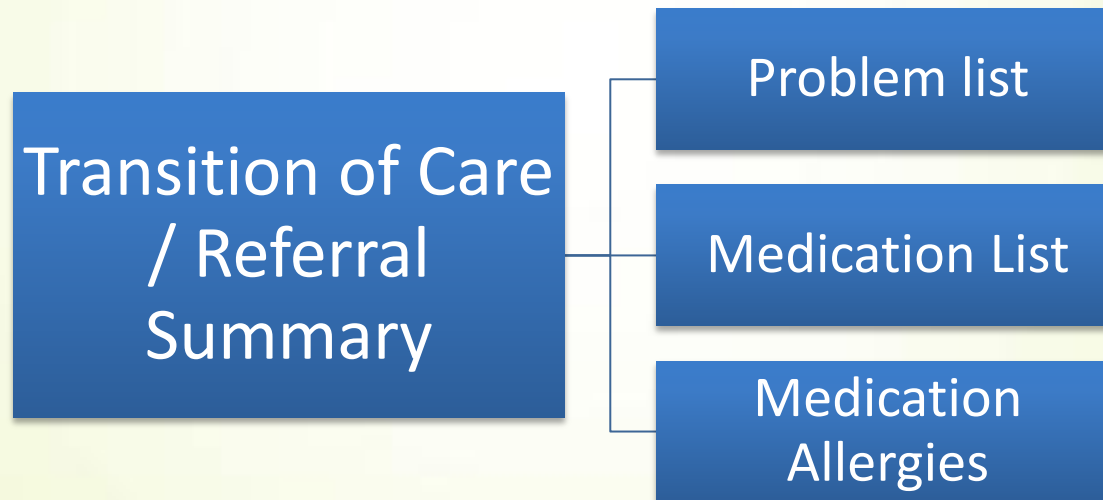 Transition of Care
/ Referral
Summary
Problem list
Medication List
Medication
Allergies